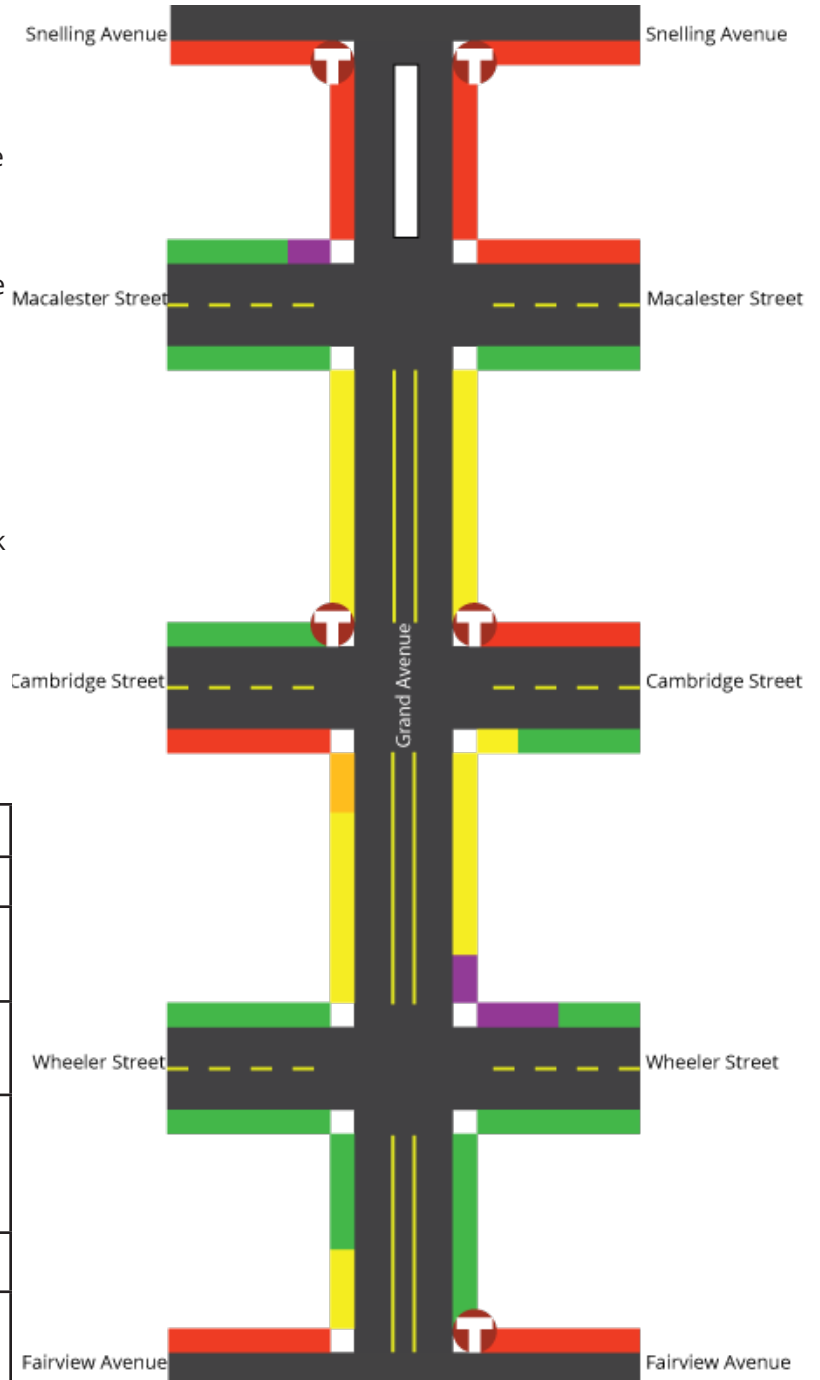 Snelling Avenue
Snelling Avenue
T
T
e
e
Macalester Street
Macalester Street
k
T
T
Grand Avenue
Cambridge Street
Cambridge Street
Wheeler Street
Wheeler Street
T
Fairview Avenue
Fairview Avenue